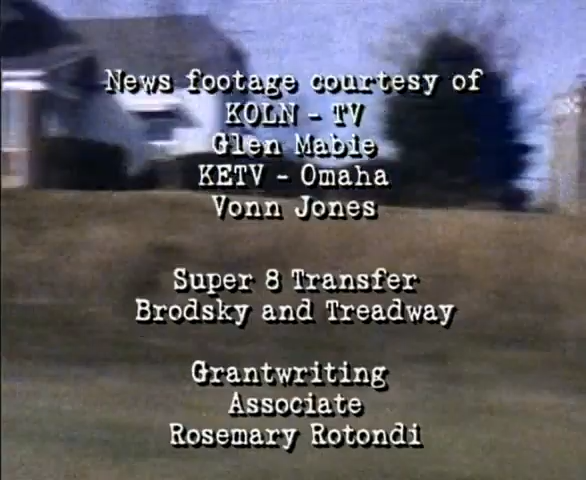 News footage courtesy of
KOLN - TV
Glen Mabie
KETV - Omaha
Vonn Jones
Super 8 Transfer
Brodsky and Treadway
Grantwriting
Associate
Rosemary Rotondi